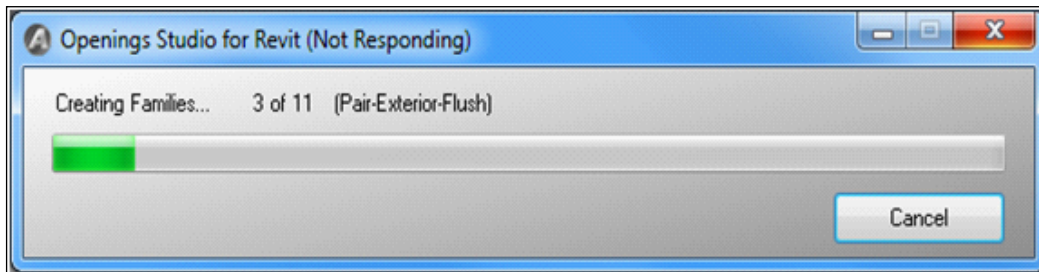 Openings Studio for Revit (Not Responding)
Creating Families... 3 of 11 (Pair-Exterior-Flush)
Cancel